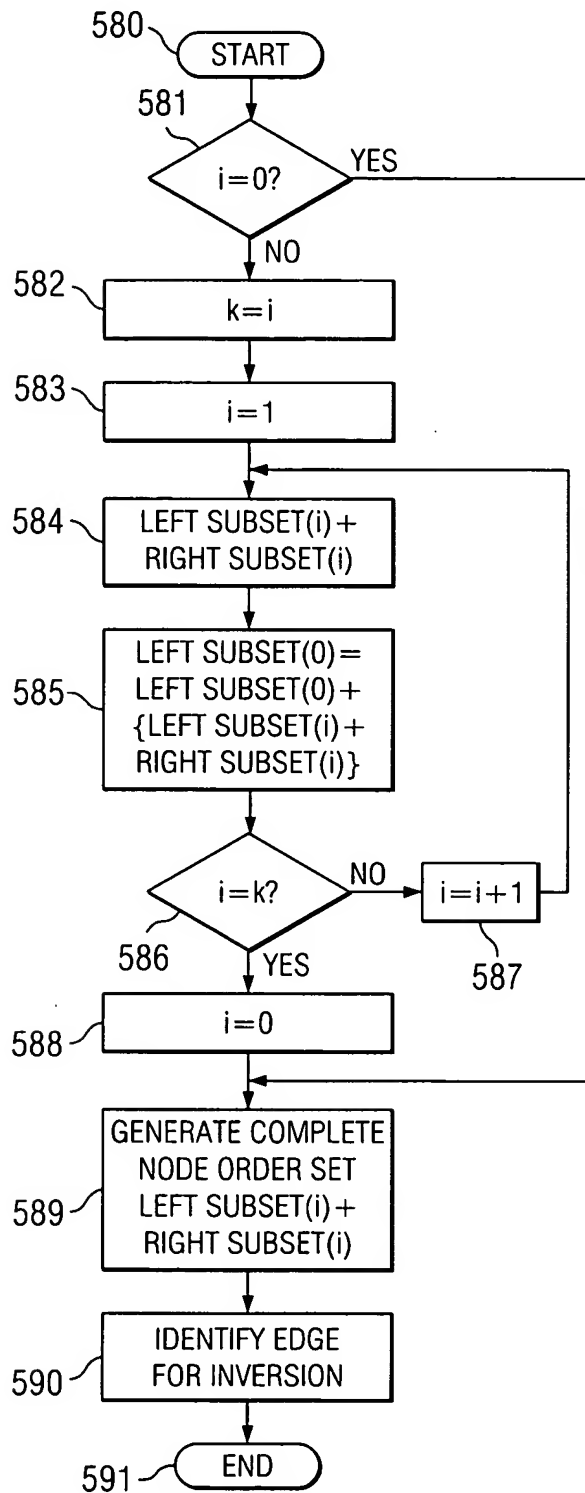 580
START
581
i=0?
YES
NO
582
k=i
583
i=1
584
LEFT SUBSET(i)+
RIGHT SUBSET(i)
585
LEFT SUBSET(0)=
LEFT SUBSET(0)+
{LEFT SUBSET(i)+
RIGHT SUBSET(i)}
i=k?
NO
i=i+1
586
YES
587
588
i=0
589
GENERATE COMPLETE
NODE ORDER SET
LEFT SUBSET(i)+
RIGHT SUBSET(i)
590
IDENTIFY EDGE
FOR INVERSION
591
END